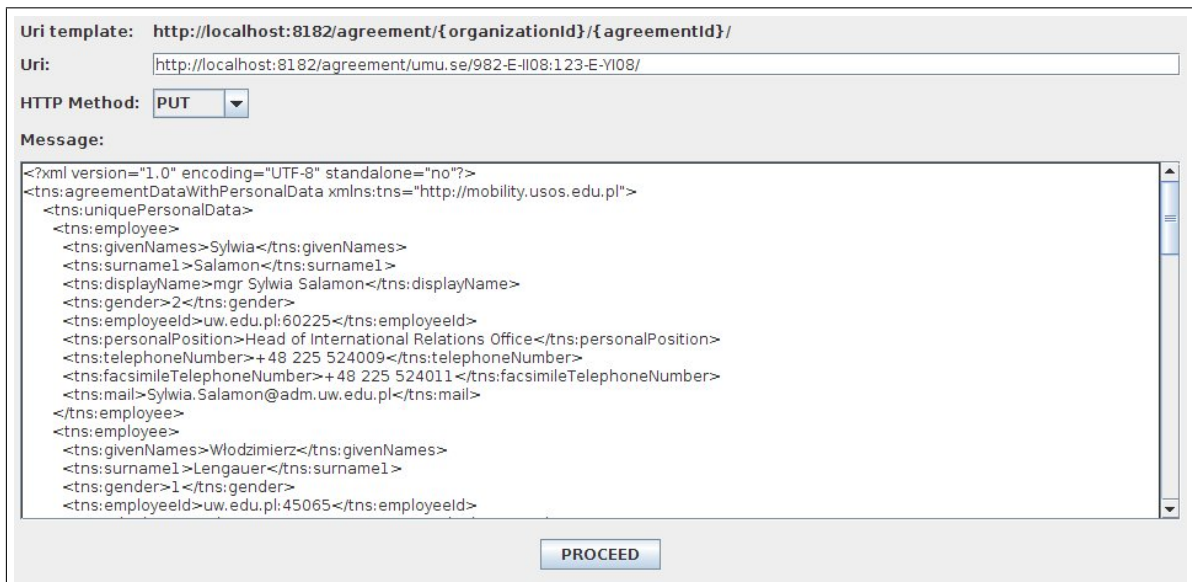 Uri template: http://localhost:8182/agreement/{organizationId}/{agreementId}/
Uri: http://localhost:8182/agreement/umu.se/982-E-II08:123-E-YI08/
HTTP Method: PUT
Message:
<?xml version="1.0" encoding="UTF-8" standalone="no"?>
<tns:agreementDataWithPersonalData xmlns:tns="http://mobility.usos.edu.pl">
<tns:uniquePersonalData>
<tns:employee>
<tns:givenNames>Sylwia</tns:givenNames>
<tns:surname1>Salamon</tns:surname1>
<tns:displayName>mgr Sylwia Salamon</tns:displayName>
<tns:gender>2</tns:gender>
<tns:employeeId>uw.edu.pl:60225</tns:employeeId>
<tns:personalPosition>Head of International Relations Office</tns:personalPosition>
<tns:telephoneNumber>+48 225 524009</tns:telephoneNumber>
<tns:facsimileTelephoneNumber>+48 225 524011</tns:facsimileTelephoneNumber>
<tns:mail>Sylwia.Salamon@adm.uw.edu.pl</tns:mail>
</tns:employee>
<tns:employee>
<tns:givenNames>Włodzimierz</tns:givenNames>
<tns:surname1>Lengauer</tns:surname1>
<tns:gender>1</tns:gender>
<tns:employeeId>uw.edu.pl:45065</tns:employeeId>
PROCEED